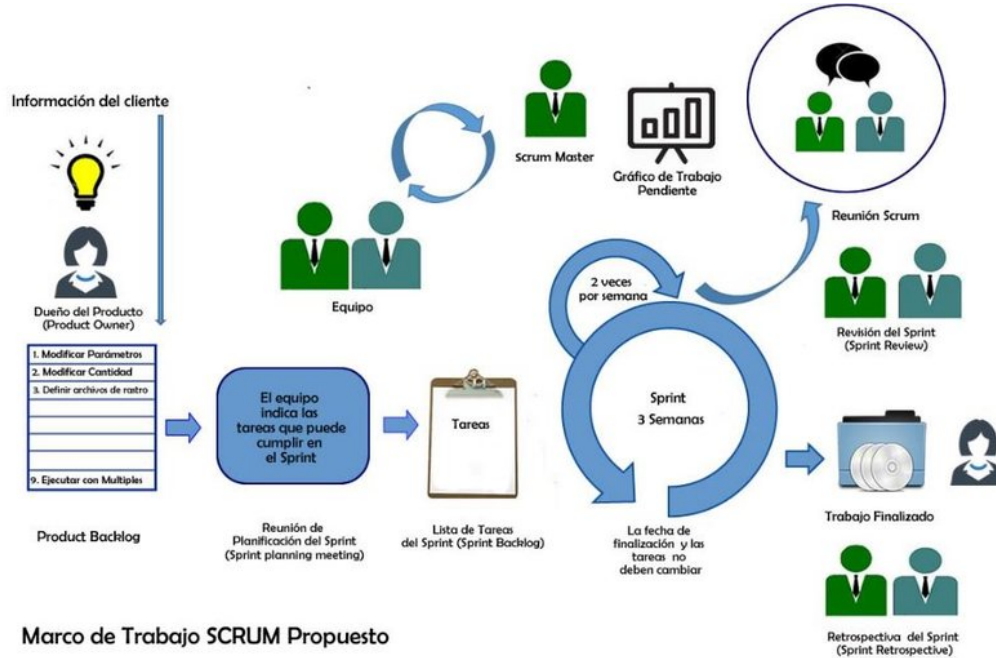 Información del cliente
Dueño del Producto
(Product Owner)
1. Modificar Parámetros
2. Modificar Cantidad
3. Definir archivos de rastro
9. Ejecutar con Multiples
Product Backlog
Equipo
El equipo
indica las
tareas que puede
cumplir en
el Sprint
Reunión de
Planificación del Sprint
(Sprint planning meeting)
Tareas
Lista de Tareas
del Sprint (Sprint Backlog)
Scrum Master
Gráfico de Trabajo
Pendiente
2 veces
por semana
Sprint
3 Semanas
La fecha de
finalización y las
tareas no
deben cambiar
Reunión Scrum
Revisión del Sprint
(Sprint Review)
Trabajo Finalizado
Retrospectiva del Sprint
(Sprint Retrospective)
Marco de Trabajo SCRUM Propuesto